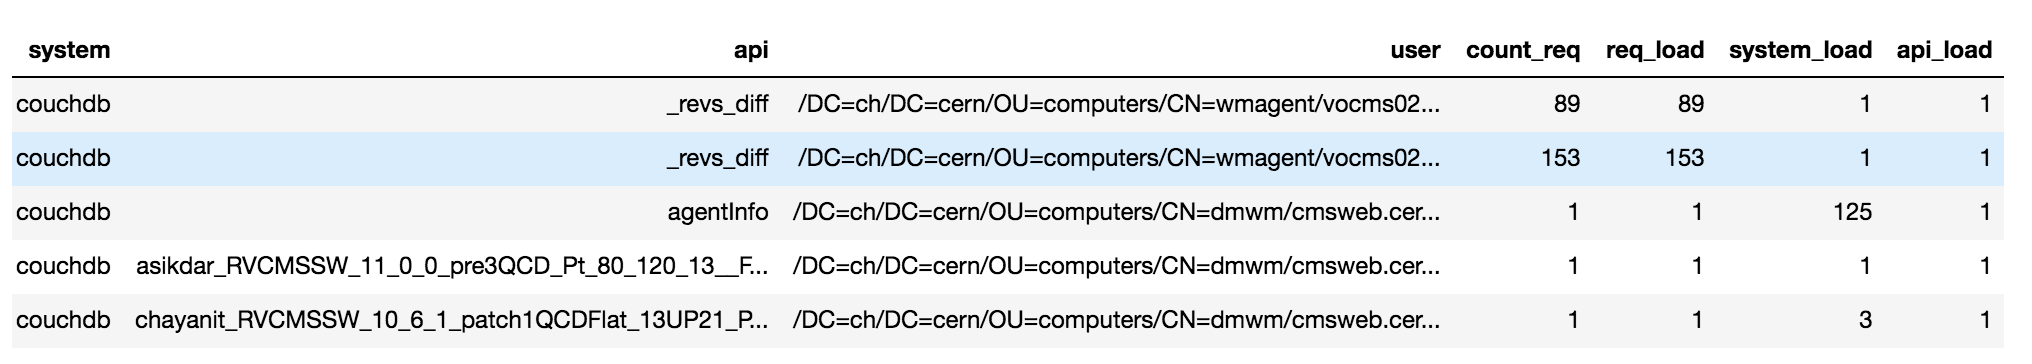 system api user count_req req_load system_load api_load
couchdb _revs_diff /DC=ch/DC=cern/OU=computers/CN=wmagent/vocms02... 89 89 1 1
couchdb _revs_diff /DC=ch/DC=cern/OU=computers/CN=wmagent/vocms02... 153 153 1 1
couchdb agentInfo /DC=ch/DC=cern/OU=computers/CN=dmwm/cmsweb.cer... 1 1 125 1
couchdb asikdar_RVCMSSW_11_0_0_pre3QCD_Pt_80_120_13__F... /DC=ch/DC=cern/OU=computers/CN=dmwm/cmsweb.cer... 1 1 1 1
couchdb chayanit_RVCMSSW_10_6_1_patch1QCDFlat_13UP21_P... /DC=ch/DC=cern/OU=computers/CN=dmwm/cmsweb.cer... 1 1 3 1